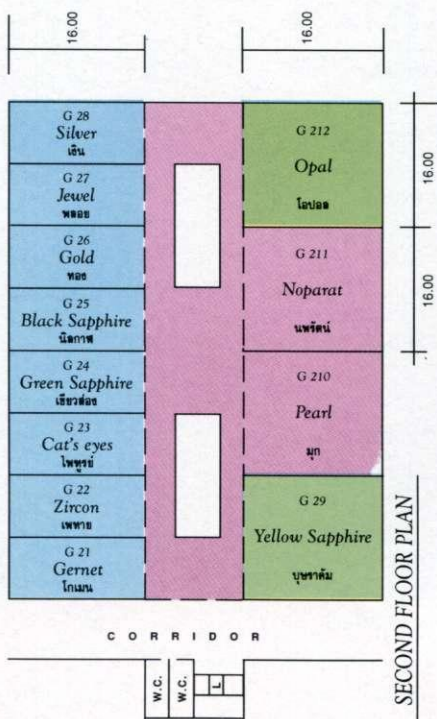 16.00
16.00
G 28
Silver
เงิน
G 27
Jewel
พลอย
G 26
Gold
ทอง
G 25
Black Sapphire
นิลกาฬ
G 24
Green Sapphire
เขียวส่อง
G 23
Cat's eyes
ไพฑูรย์
G 22
Zircon
เพทาย
G 21
Gernet
โกเมน
G 212
Opal
โอปอล
G 211
Noparat
นพรัตน์
G 210
Pearl
มุก
G 29
Yellow Sapphire
บุษราคัม
16.00
16.00
SECOND FLOOR PLAN
CORRIDOR
W.C.
W.C.
L